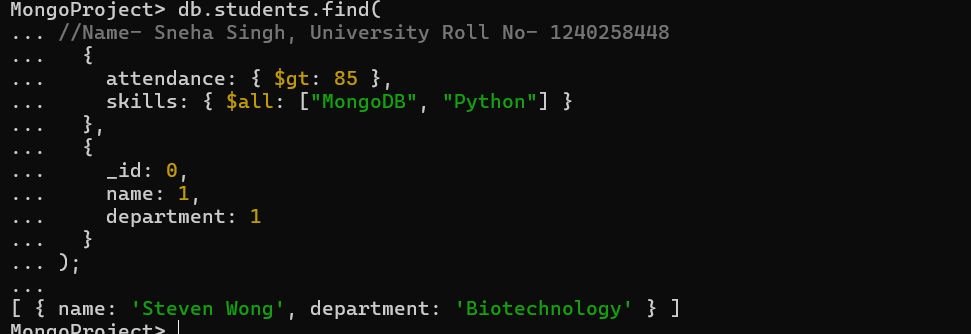 MongoProject> db.students.find(
... //Name- Sneha Singh, University Roll No- 1240258448
...   {
...     attendance: { $gt: 85 },
...     skills: { $all: ["MongoDB", "Python"] }
...   },
...   {
...     _id: 0,
...     name: 1,
...     department: 1
...   }
... );
...
[ { name: 'Steven Wong', department: 'Biotechnology' } ]
MongoProject>